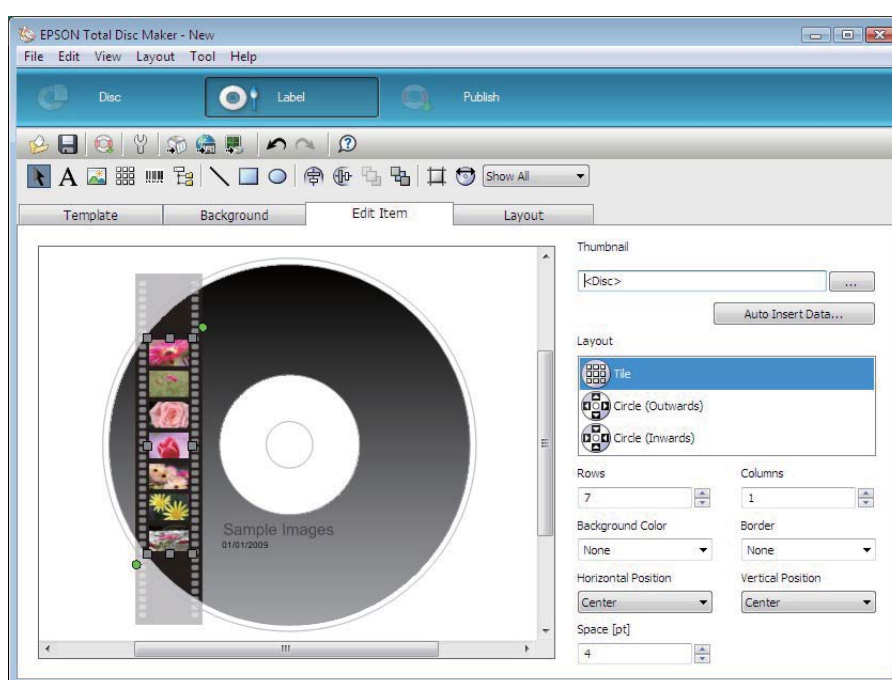 EPSON Total Disc Maker - New
File Edit View Layout Tool Help
Disc Label Publish
A Show All
Template Background Edit Item Layout
Thumbnail
<Disc>
...
Auto Insert Data...
Layout
Tile
Circle (Outwards)
Circle (Inwards)
Rows Columns
7 1
Background Color Border
None None
Horizontal Position Vertical Position
Center Center
Space [pt]
4
Sample Images
01/01/2009